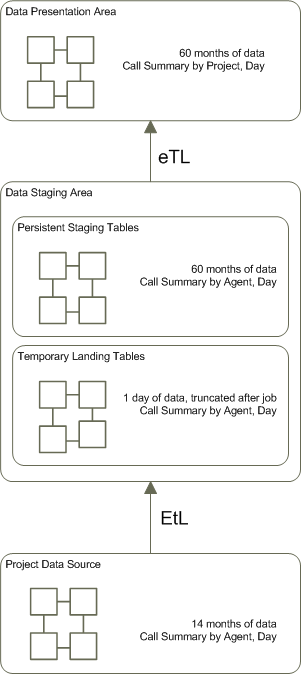 Data Presentation Area
60 months of data
Call Summary by Project, Day
eTL
Data Staging Area
Persistent Staging Tables
60 months of data
Call Summary by Agent, Day
Temporary Landing Tables
1 day of data, truncated after job
Call Summary by Agent, Day
EtL
Project Data Source
14 months of data
Call Summary by Agent, Day